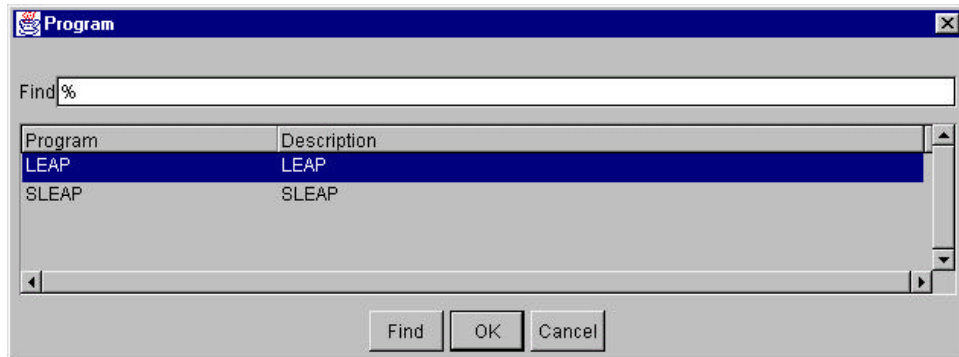 Program
Find %
Program Description
LEAP LEAP
SLEAP SLEAP
Find OK Cancel